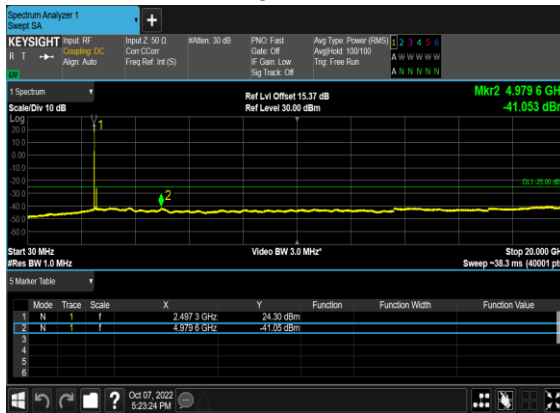 Spectrum Analyzer 1
Swept SA
+
KEYSIGHT Input: RF Input Z: 50 Ω #Atten: 30 dB PNO: Fast Avg Type: Power (RMS) 1 2 3 4 5 6
R T Coupling: DC Corr CCorr Gate: Off Avg|Hold: 100/100 A W W W W W
Align: Auto Freq Ref: Int (S) IF Gain: Low Trig: Free Run
LXI Sig Track: Off A N N N N N
1 Spectrum Ref Lvl Offset 15.37 dB Mkr2 4.979 6 GH
Scale/Div 10 dB Ref Level 30.00 dBm -41.053 dBr
Log
20.0 1
10.0
0.00
-10.0
-20.0 DL1 25.00 dB
-30.0 2
-40.0
-50.0
-60.0
Start 30 MHz Video BW 3.0 MHz* Stop 20.000 GH
#Res BW 1.0 MHz Sweep ~38.3 ms (40001 pt
5 Marker Table
Mode Trace Scale X Y Function Function Width Function Value
1 N 1 f 2.497 3 GHz 24.30 dBm
2 N 1 f 4.979 6 GHz -41.05 dBm
3
4
5
6
? Oct 07, 2022
5:23:24 PM